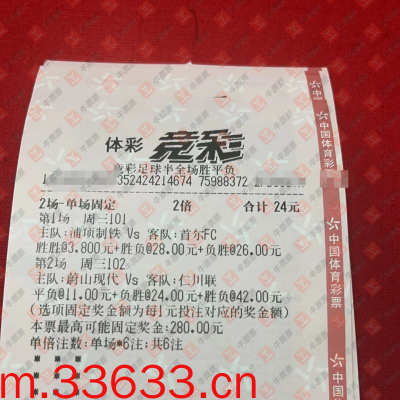 体彩 竞彩
竞彩足球半全场胜平负
352424214674 75988372
2场-单场固定 2倍 合计 24元
第1场 周三101
主队:浦项制铁 Vs 客队:首尔FC
胜胜@3.800元+胜负@28.00元+负胜@26.00元
第2场 周三102
主队:蔚山现代 Vs 客队:仁川联
平负@11.00元+胜负@24.00元+负胜@42.00元
(选项固定奖金额为每1元投注对应的奖金额)
本票最高可能固定奖金:280.00元
单倍注数:单场*6注;共6注
中国体育彩票
中国体育彩票
m.33633.cn